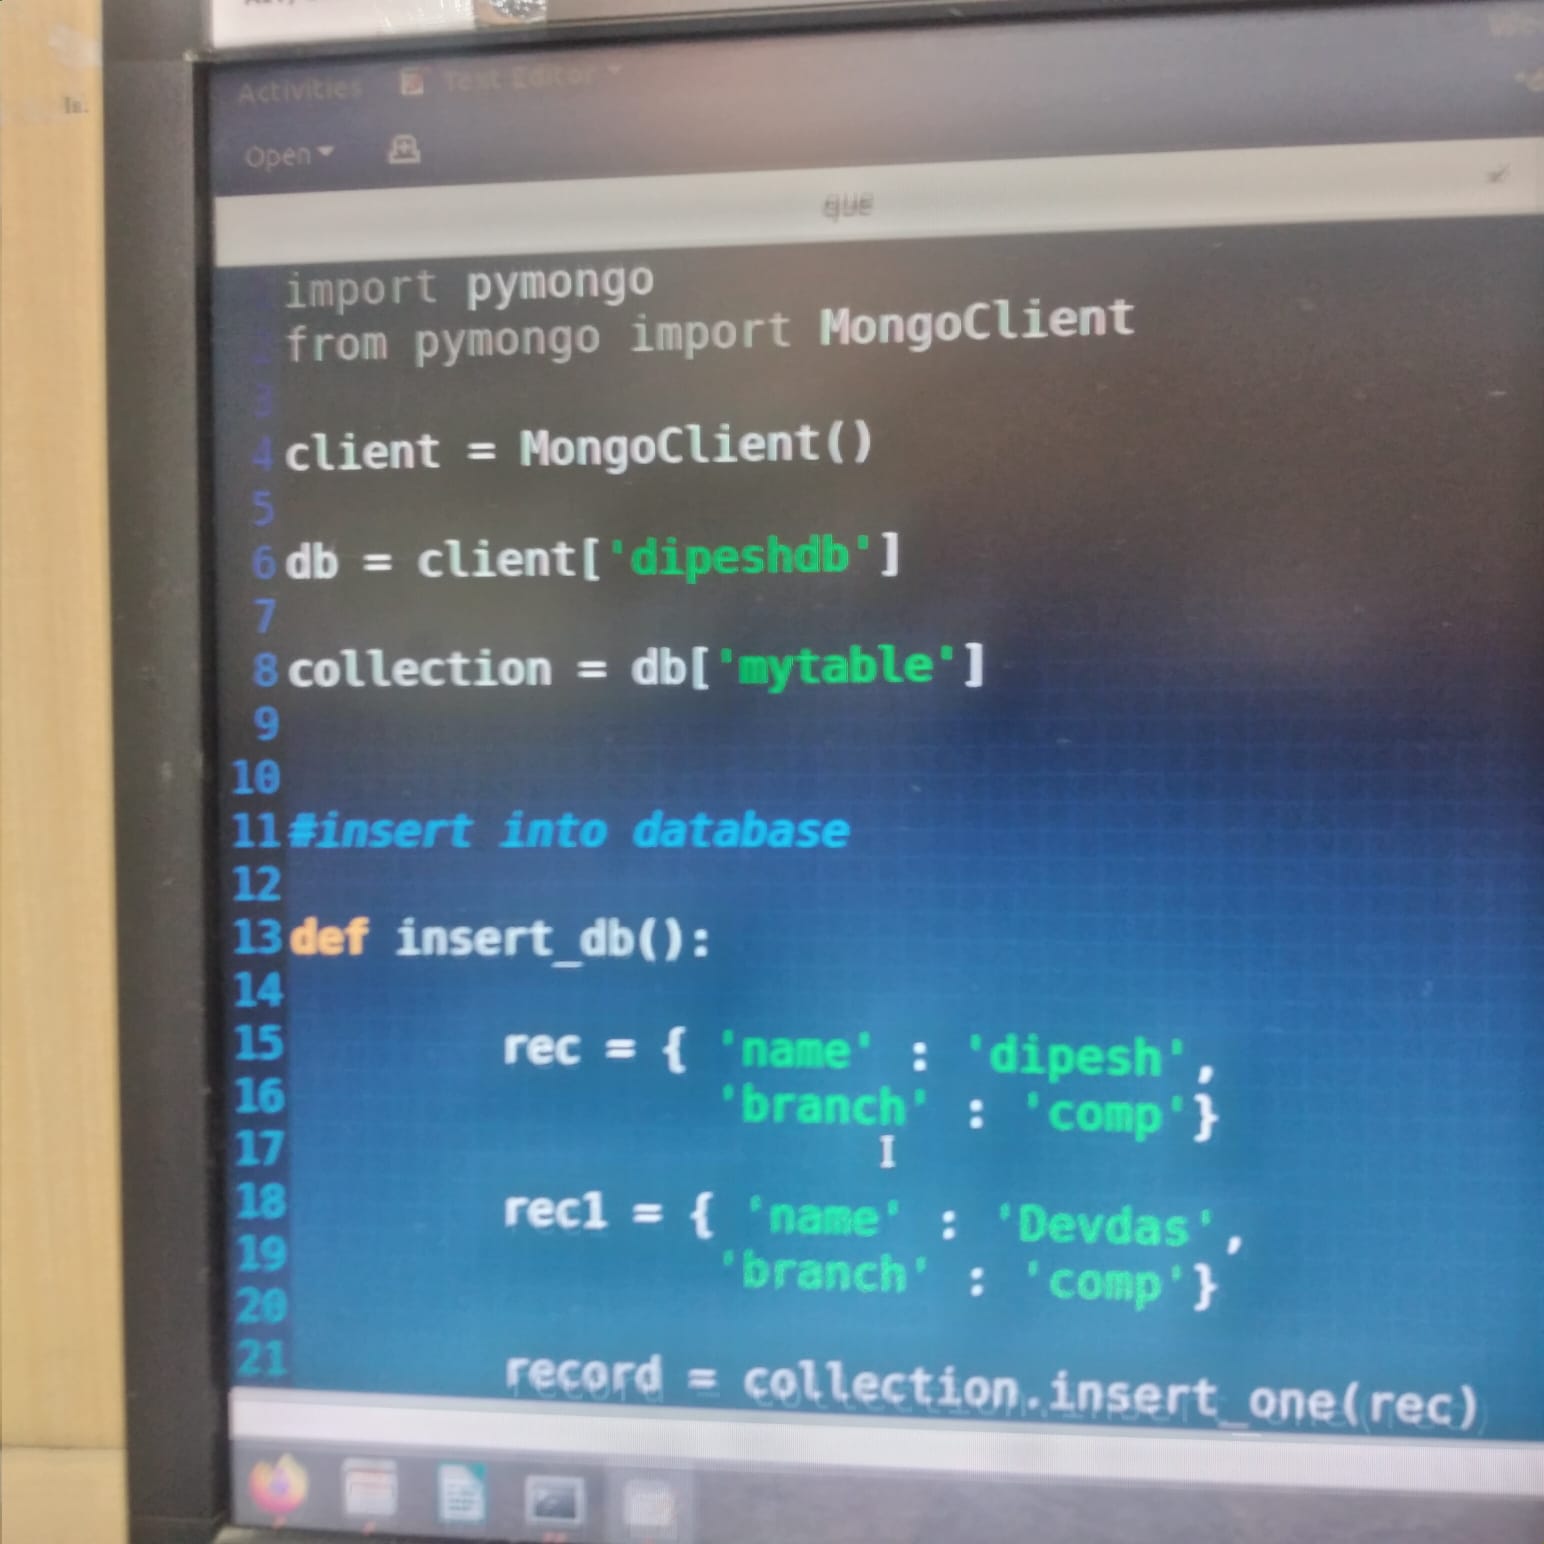 Activities Text Editor
Open
que
import pymongo
from pymongo import MongoClient
3
4 client = MongoClient()
5
6 db = client['dipeshdb']
7
8 collection = db['mytable']
9
10
11 #insert into database
12
13 def insert_db():
14
15 rec = { 'name' : 'dipesh',
16 'branch' : 'comp'}
17
18 rec1 = { 'name' : 'Devdas',
19 'branch' : 'comp'}
20
21 record = collection.insert_one(rec)